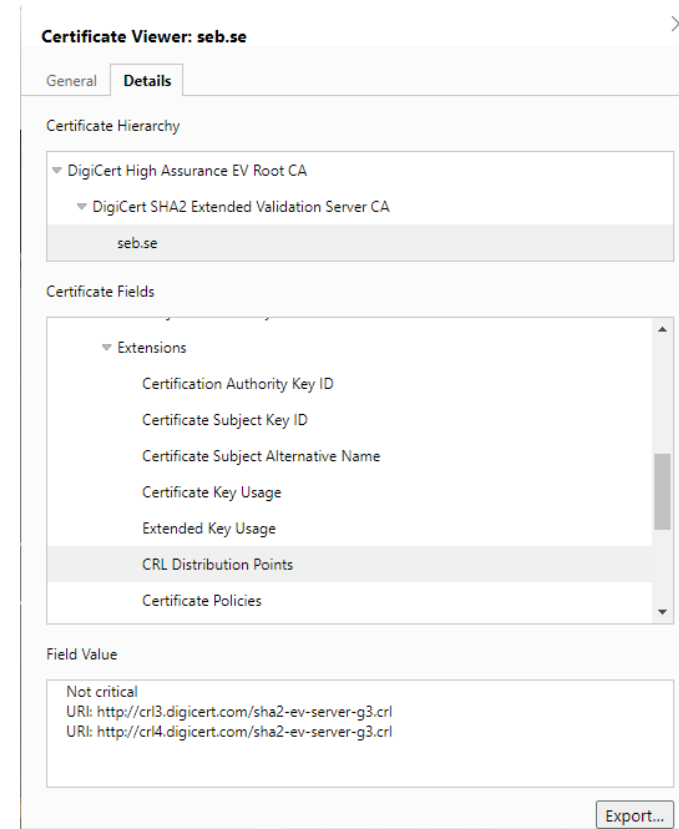 Certificate Viewer: seb.se
General
Details
Certificate Hierarchy
DigiCert High Assurance EV Root CA
DigiCert SHA2 Extended Validation Server CA
seb.se
Certificate Fields
Extensions
Certification Authority Key ID
Certificate Subject Key ID
Certificate Subject Alternative Name
Certificate Key Usage
Extended Key Usage
CRL Distribution Points
Certificate Policies
Field Value
Not critical
URI: http://crl3.digicert.com/sha2-ev-server-g3.crl
URI: http://crl4.digicert.com/sha2-ev-server-g3.crl
Export...